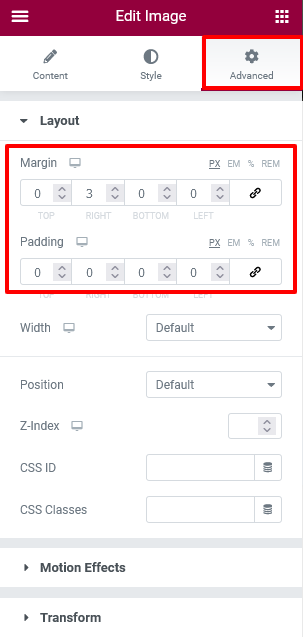 Edit Image
Content Style Advanced
Layout
Margin PX EM % REM
0 3 0 0
TOP RIGHT BOTTOM LEFT
Padding PX EM % REM
0 0 0 0
TOP RIGHT BOTTOM LEFT
Width Default
Position Default
Z-Index
CSS ID
CSS Classes
Motion Effects
Transform